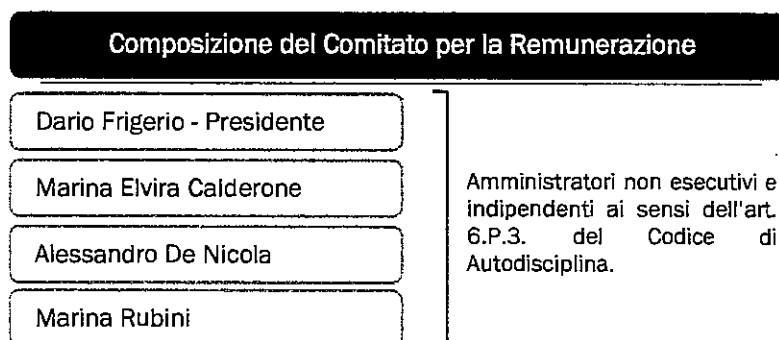 Composizione del Comitato per la Remunerazione
Dario Frigerio - Presidente
Marina Elvira Calderone
Alessandro De Nicola
Marina Rubini
Amministratori non esecutivi e
indipendenti ai sensi dell'art.
6.P.3. del Codice di
Autodisciplina.